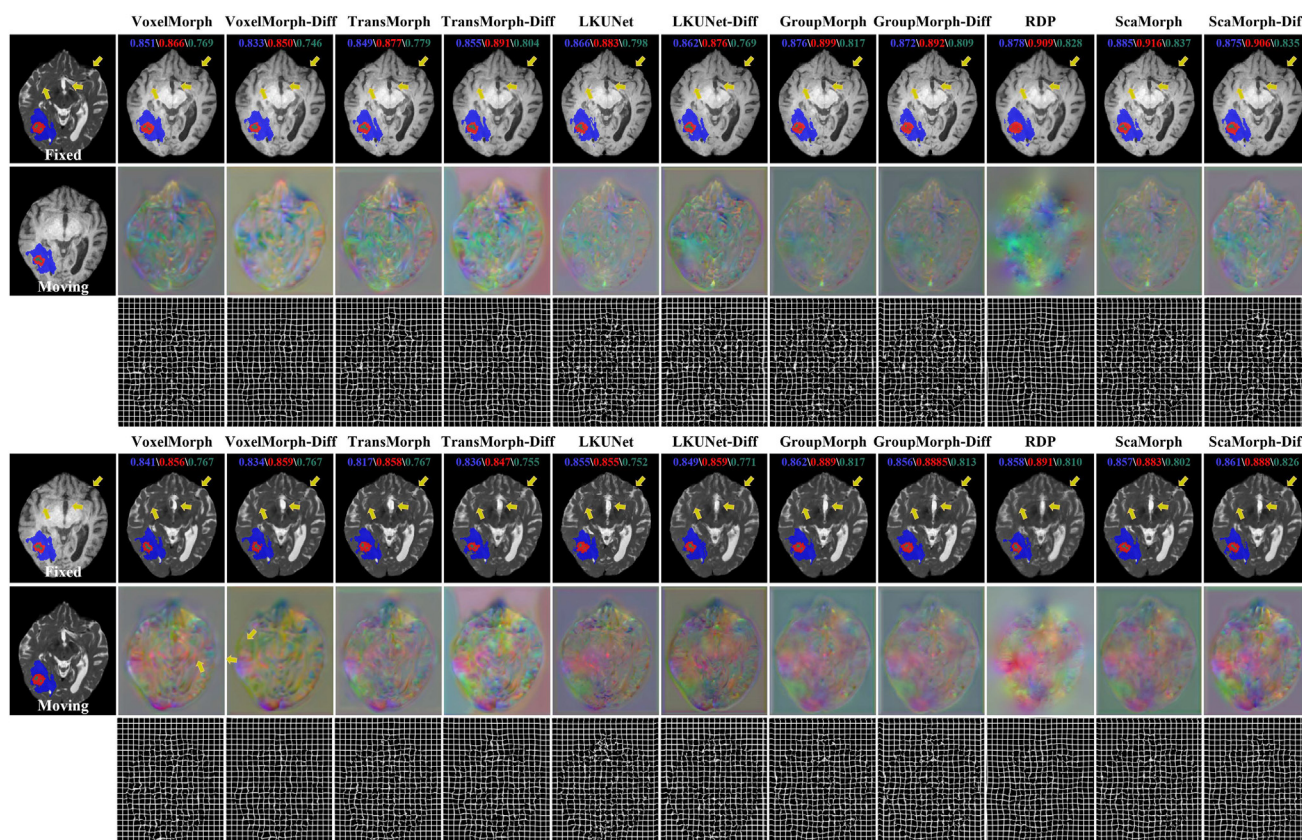 VoxelMorph VoxelMorph-Diff TransMorph TransMorph-Diff LKUNet LKUNet-Diff GroupMorph GroupMorph-Diff RDP ScaMorph ScaMorph-Diff
0.851\0.866\0.769 0.833\0.850\0.746 0.849\0.877\0.779 0.855\0.891\0.804 0.866\0.883\0.798 0.862\0.876\0.769 0.876\0.899\0.817 0.872\0.892\0.809 0.878\0.909\0.828 0.885\0.916\0.837 0.875\0.906\0.835
Fixed
Moving
VoxelMorph VoxelMorph-Diff TransMorph TransMorph-Diff LKUNet LKUNet-Diff GroupMorph GroupMorph-Diff RDP ScaMorph ScaMorph-Diff
0.841\0.856\0.767 0.834\0.859\0.767 0.817\0.858\0.767 0.836\0.847\0.755 0.855\0.855\0.752 0.849\0.859\0.771 0.862\0.889\0.817 0.856\0.8885\0.813 0.858\0.891\0.810 0.857\0.883\0.802 0.861\0.888\0.826
Fixed
Moving